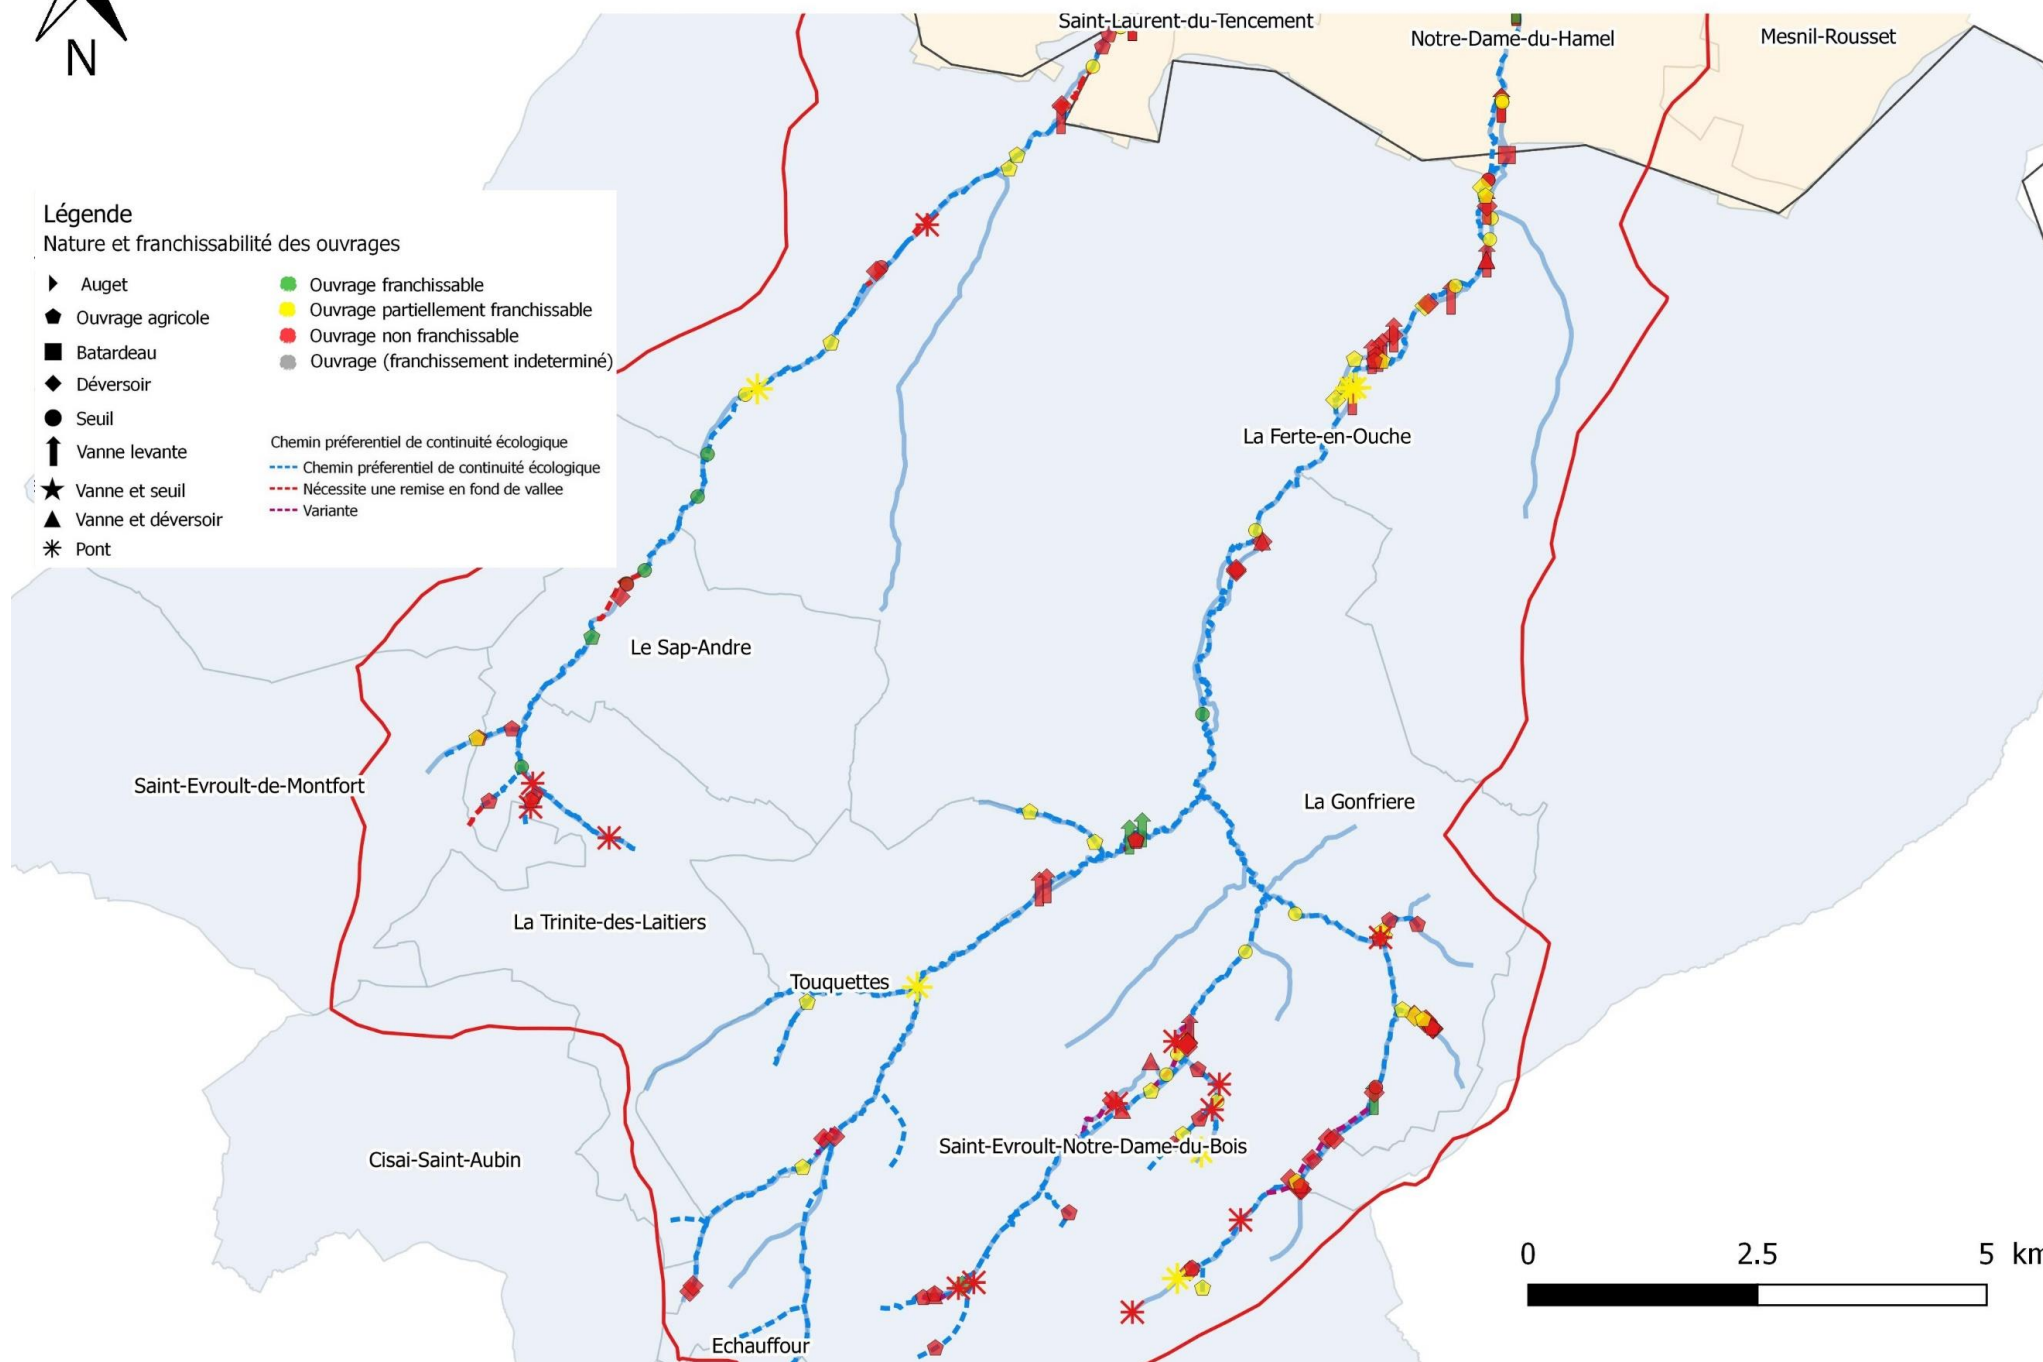 N
Saint-Laurent-du-Tencement
Notre-Dame-du-Hamel
Mesnil-Rousset
Légende
Nature et franchissabilité des ouvrages
Auget
Ouvrage agricole
Batardeau
Déversoir
Seuil
Vanne levante
Vanne et seuil
Vanne et déversoir
Pont
Ouvrage franchissable
Ouvrage partiellement franchissable
Ouvrage non franchissable
Ouvrage (franchissement indeterminé)
Chemin préferentiel de continuité écologique
Chemin préferentiel de continuité écologique
Nécessite une remise en fond de vallee
Variante
La Ferte-en-Ouche
Le Sap-Andre
Saint-Evroult-de-Montfort
La Gonfriere
La Trinite-des-Laitiers
Touquettes
Saint-Evroult-Notre-Dame-du-Bois
Cisai-Saint-Aubin
Echauffour
0 2.5 5 km